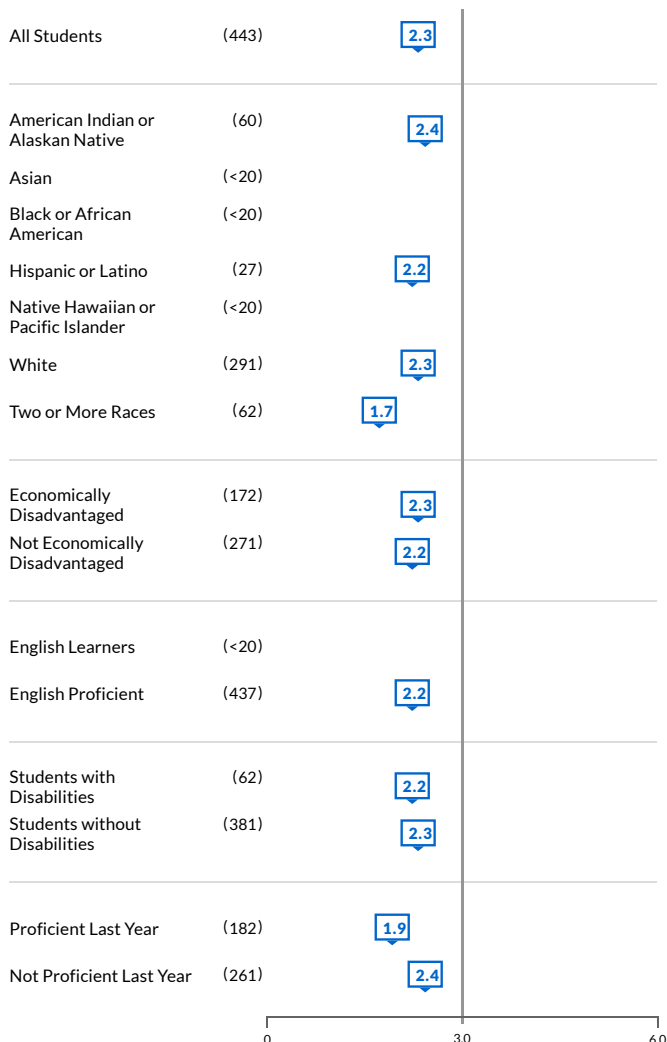 All Students (443) 2.3
American Indian or (60) 2.4
Alaskan Native
Asian (<20)
Black or African (<20)
American
Hispanic or Latino (27) 2.2
Native Hawaiian or (<20)
Pacific Islander
White (291) 2.3
Two or More Races (62) 1.7
Economically (172) 2.3
Disadvantaged
Not Economically (271) 2.2
Disadvantaged
English Learners (<20)
English Proficient (437) 2.2
Students with (62) 2.2
Disabilities
Students without (381) 2.3
Disabilities
Proficient Last Year (182) 1.9
Not Proficient Last Year (261) 2.4
0 3.0 6.0